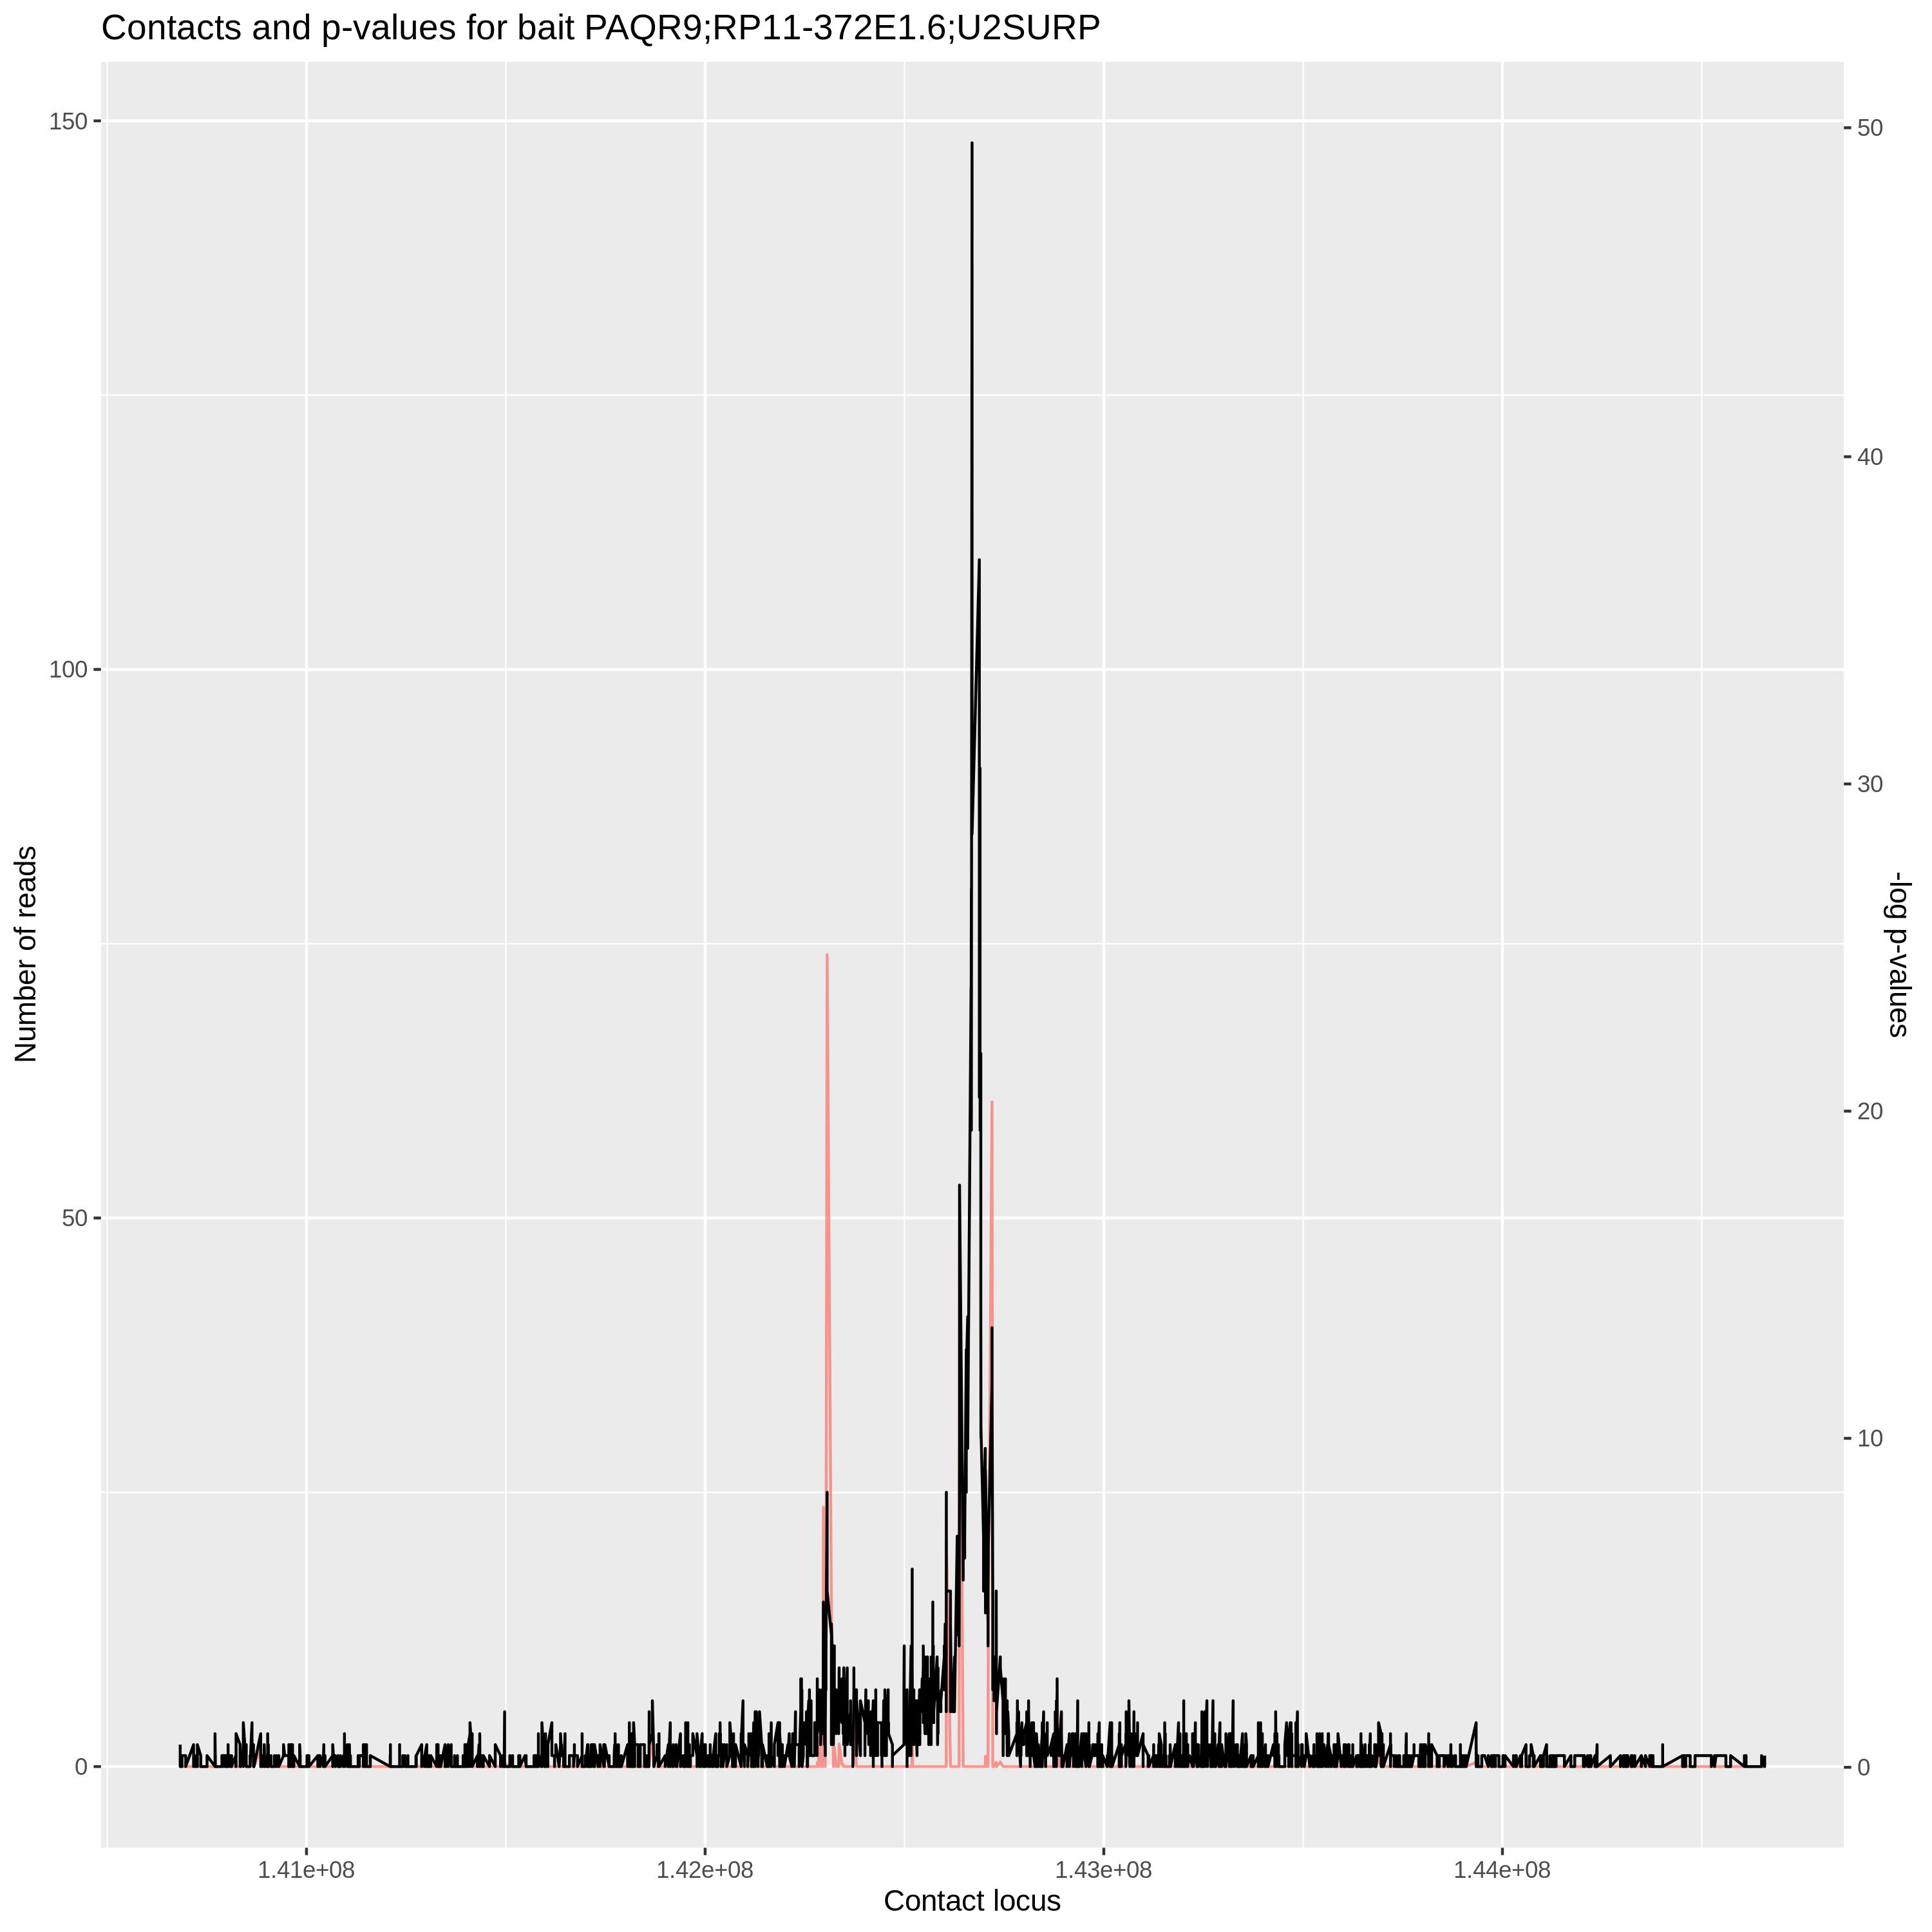 Contacts and p-values for bait PAQR9;RP11-372E1.6;U2SURP
150
100
50
0
Number of reads
50
40
30
20
10
0
-log p-values
1.41e+08
1.42e+08
1.43e+08
1.44e+08
Contact locus